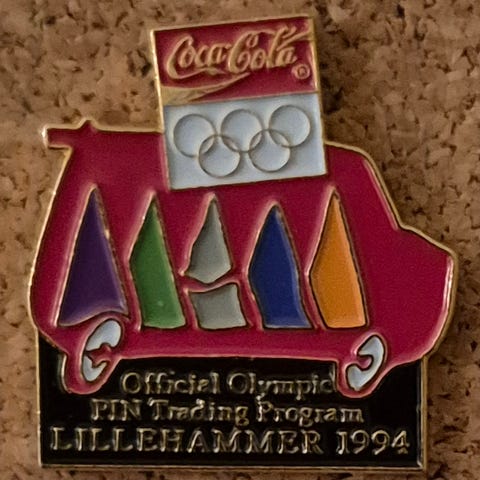 Coca-Cola®
Official Olympic
PIN Trading Program
LILLEHAMMER 1994